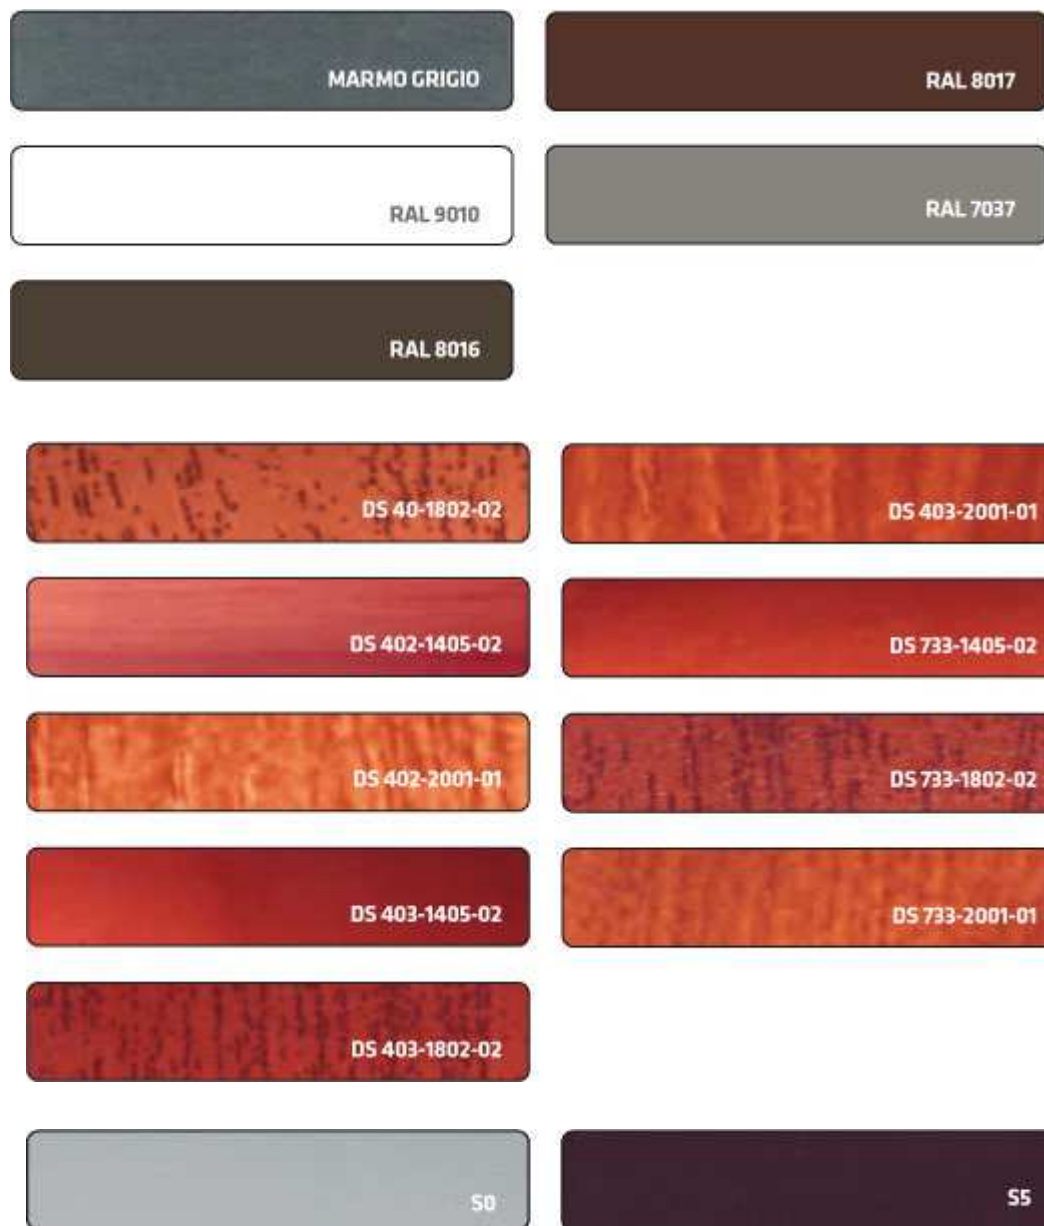 MARMO GRIGIO
RAL 8017
RAL 9010
RAL 7037
RAL 8016
DS 40-1802-02
DS 403-2001-01
DS 402-1405-02
DS 733-1405-02
DS 402-2001-01
DS 733-1802-02
DS 403-1405-02
DS 733-2001-01
DS 403-1802-02
S0
S5